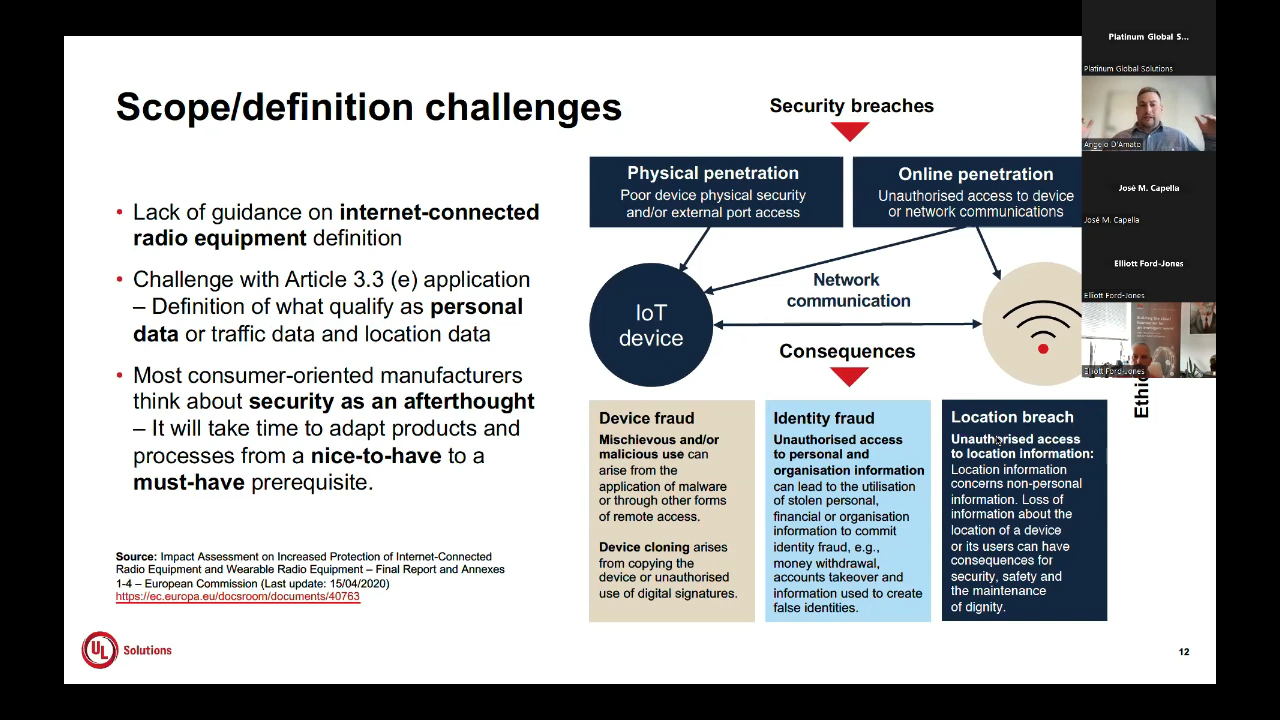 Scope/definition challenges
• Lack of guidance on internet-connected
radio equipment definition
• Challenge with Article 3.3 (e) application
– Definition of what qualify as personal
data or traffic data and location data
• Most consumer-oriented manufacturers
think about security as an afterthought
– It will take time to adapt products and
processes from a nice-to-have to a
must-have prerequisite.
Source: Impact Assessment on Increased Protection of Internet-Connected
Radio Equipment and Wearable Radio Equipment – Final Report and Annexes
1-4 – European Commission (Last update: 15/04/2020)
https://ec.europa.eu/docsroom/documents/40763
UL Solutions
Security breaches
Physical penetration
Poor device physical security
and/or external port access
Online penetration
Unauthorised access to device
or network communications
IoT
device
Network
communication
Consequences
Device fraud
Mischievous and/or
malicious use can
arise from the
application of malware
or through other forms
of remote access.
Device cloning arises
from copying the
device or unauthorised
use of digital signatures.
Identity fraud
Unauthorised access
to personal and
organisation information
can lead to the utilisation
of stolen personal,
financial or organisation
information to commit
identity fraud, e.g.,
money withdrawal,
accounts takeover and
information used to create
false identities.
Location breach
Unauthorised access
to location information:
Location information
concerns non-personal
information. Loss of
information about the
location of a device
or its users can have
consequences for
security, safety and
the maintenance
of dignity.
Ethi
12
Platinum Global S...
Platinum Global Solutions
Angelo D'Amato
José M. Capella
José M. Capella
Elliott Ford-Jones
Elliott Ford-Jones
Elliott Ford-Jones